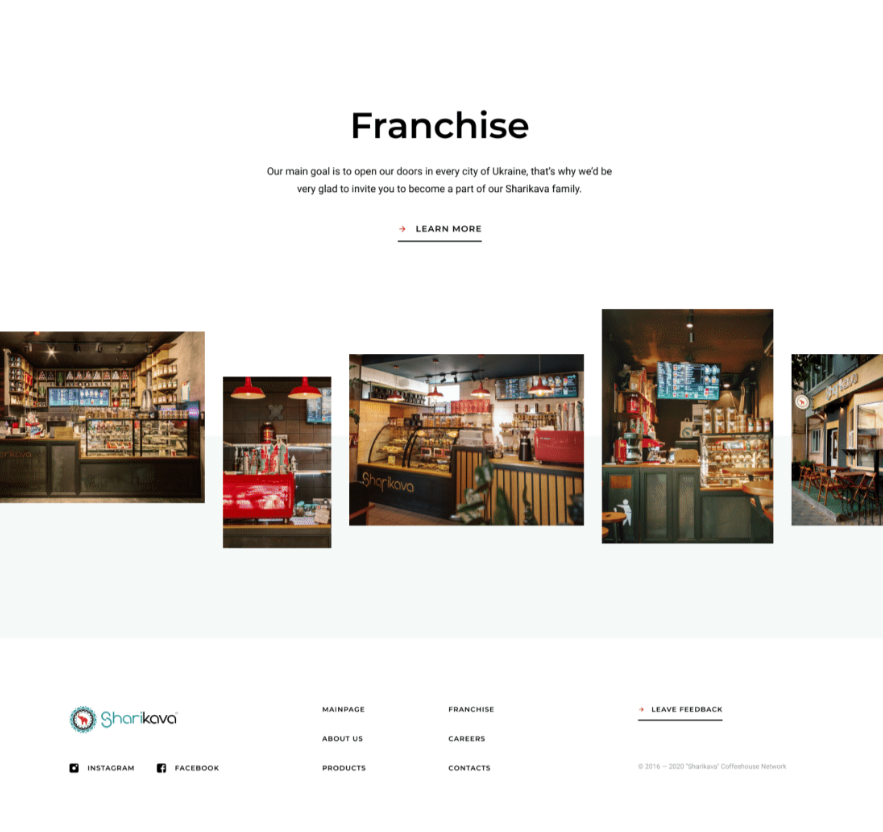 Franchise
Our main goal is to open our doors in every city of Ukraine, that's why we'd be
very glad to invite you to become a part of our Sharikava family.
→ LEARN MORE
Sharikava
Sharikava
MAINPAGE
ABOUT US
PRODUCTS
FRANCHISE
CAREERS
CONTACTS
→ LEAVE FEEDBACK
INSTAGRAM
FACEBOOK
© 2016 — 2020 "Sharikava" Coffeehouse Network